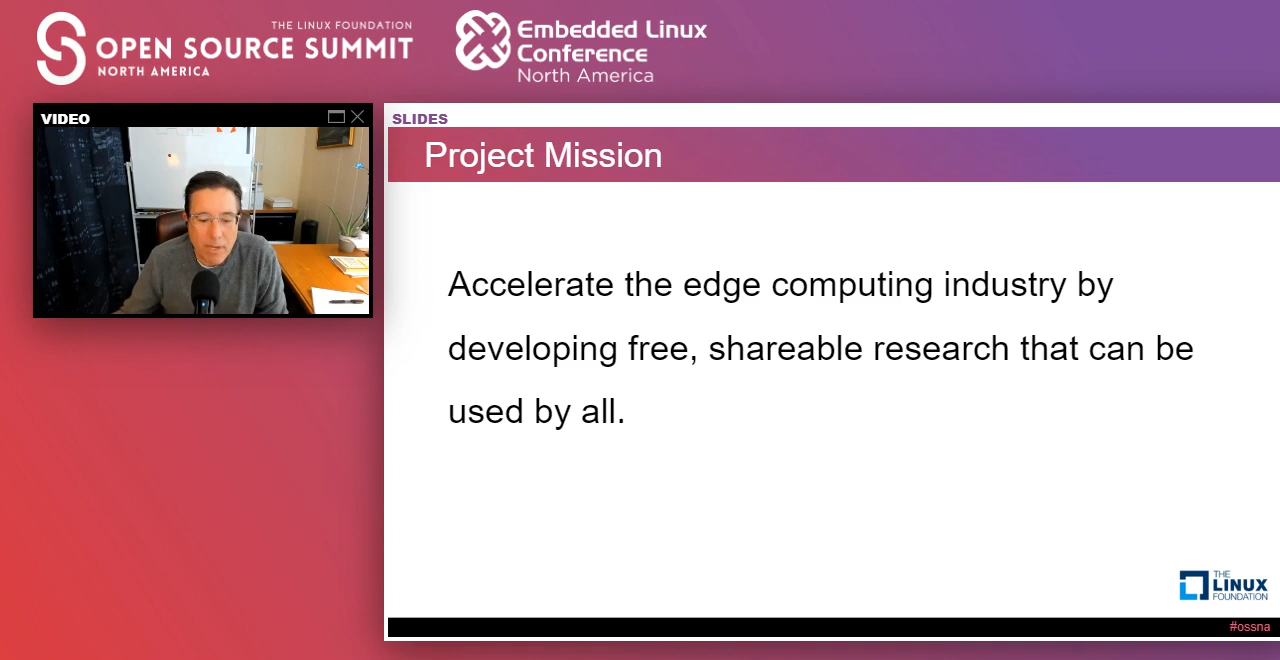 THE LINUX FOUNDATION
OPEN SOURCE SUMMIT
NORTH AMERICA
Embedded Linux
Conference
North America
VIDEO
SLIDES
Project Mission
Accelerate the edge computing industry by
developing free, shareable research that can be
used by all.
THE
LINUX
FOUNDATION
#ossna